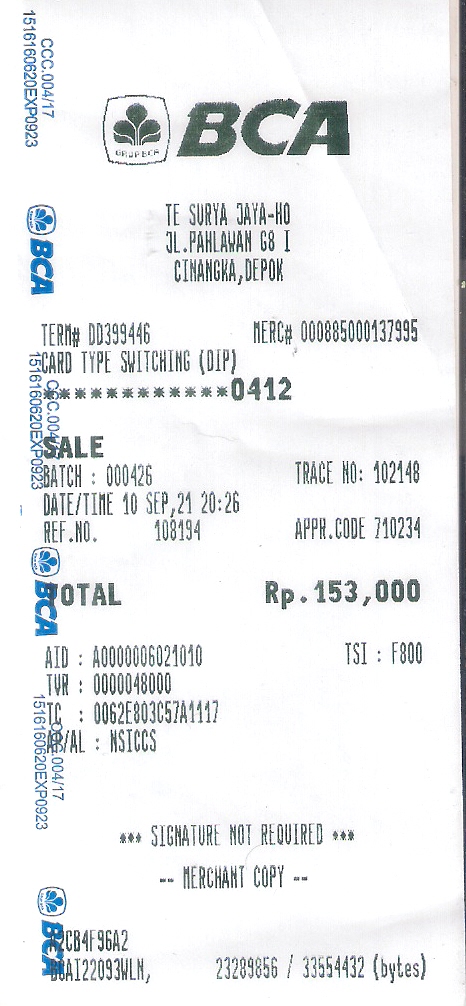 CCC.004/17
1516160620EXP0923
GRUP BCA
BCA
TE SURYA JAYA-HO
JL.PAHLAWAN G8 I
CINANGKA,DEPOK
BCA
TERM# DD399446 MERC# 000885000137995
CARD TYPE SWITCHING (DIP)
************0412
CCC.004/17
1516160620EXP0923
SALE
BATCH : 000426 TRACE NO: 102148
DATE/TIME 10 SEP,21 20:26
REF.NO. 108194 APPR.CODE 710234
BCA
TOTAL Rp.153,000
AID : A0000006021010 TSI : F800
TVR : 0000048000
TC : 0062E803C57A1117
AP/AL : NSICCS
CCC.004/17
1516160620EXP0923
*** SIGNATURE NOT REQUIRED ***
-- MERCHANT COPY --
BCA
2CB4F96A2
23289856 / 33554432 (bytes)